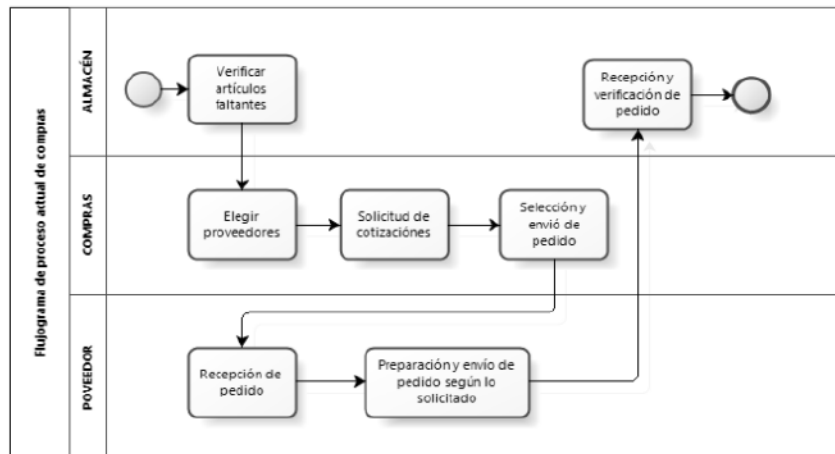 Flujograma de proceso actual de compras
ALMACÉN
Verificar
artículos
faltantes
Recepción y
verificación de
pedido
COMPRAS
Elegir
proveedores
Solicitud de
cotizaciónes
Selección y
envió de
pedido
POVEEDOR
Recepción de
pedido
Preparación y envío de
pedido según lo
solicitado